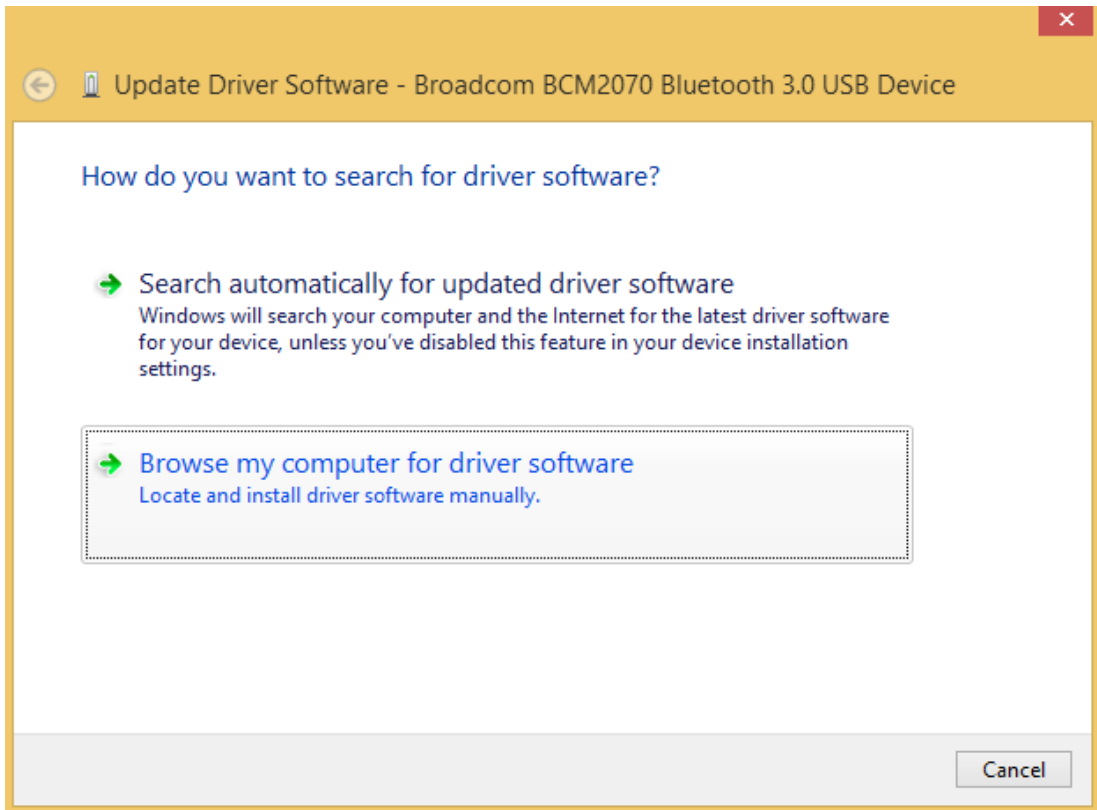 Update Driver Software - Broadcom BCM2070 Bluetooth 3.0 USB Device
How do you want to search for driver software?
Search automatically for updated driver software
Windows will search your computer and the Internet for the latest driver software
for your device, unless you've disabled this feature in your device installation
settings.
Browse my computer for driver software
Locate and install driver software manually.
Cancel